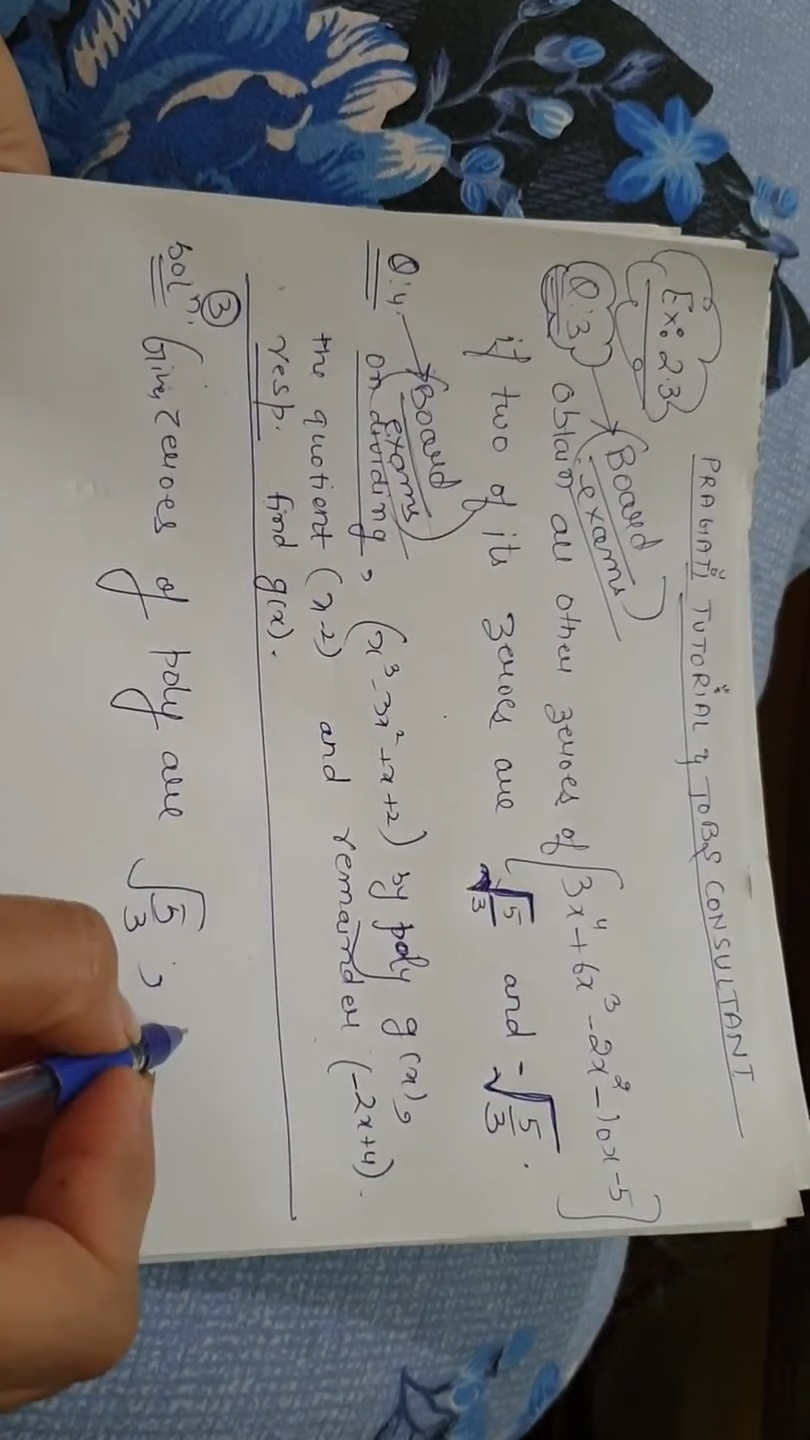 PRAGATI TUTORIAL & JOBS CONSULTANT
Ex: 2.3
Q.3 → (Board exams)
obtain all other zeroes of [3x⁴+6x³-2x²-10x-5]
if two of its zeroes are √5/3 and -√5/3.
Q.4 → (Board exams)
on dividing, (x³-3x²+x+2) by poly g(x),
the quotient (x-2) and remainder (-2x+4).
resp. find g(x).
③
Solⁿ: Given, zeroes of poly are √5/3 ,